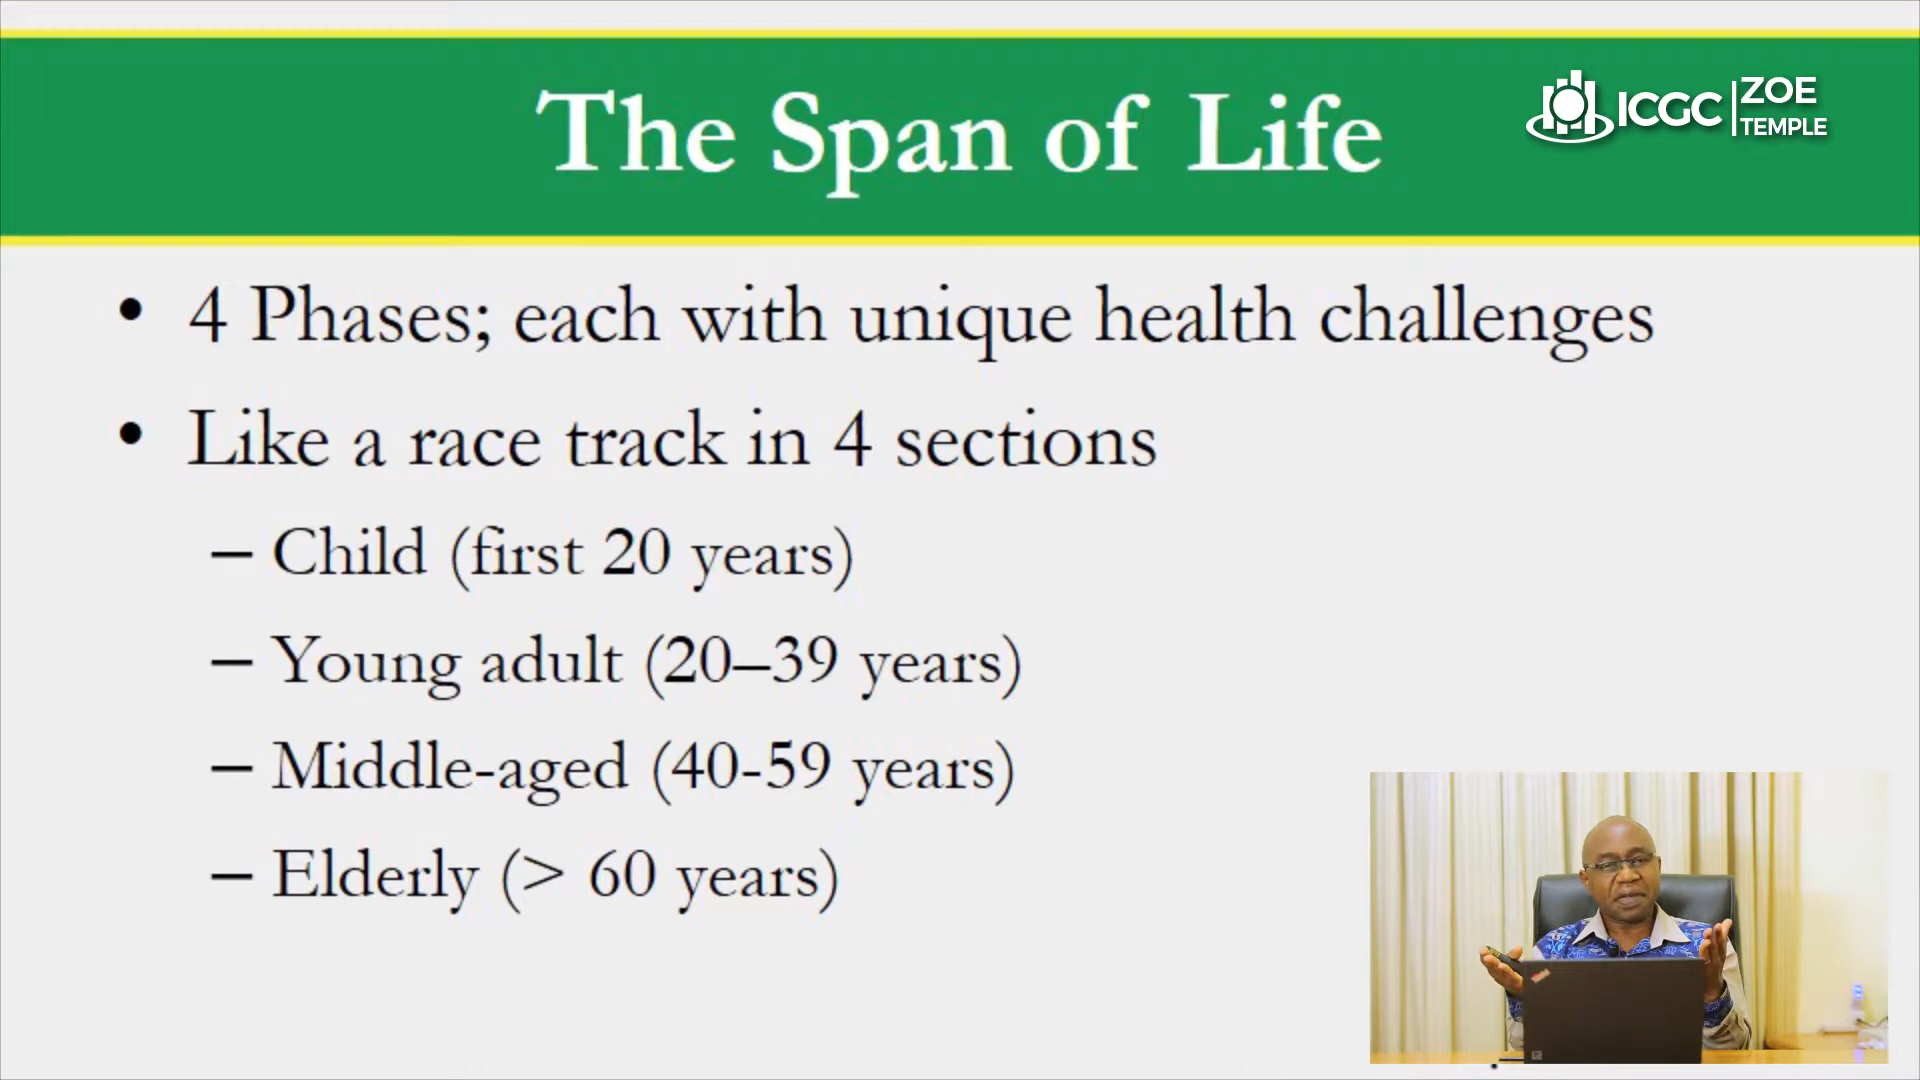 The Span of Life
ICGC | ZOE TEMPLE
• 4 Phases; each with unique health challenges
• Like a race track in 4 sections
– Child (first 20 years)
– Young adult (20–39 years)
– Middle-aged (40-59 years)
– Elderly (> 60 years)